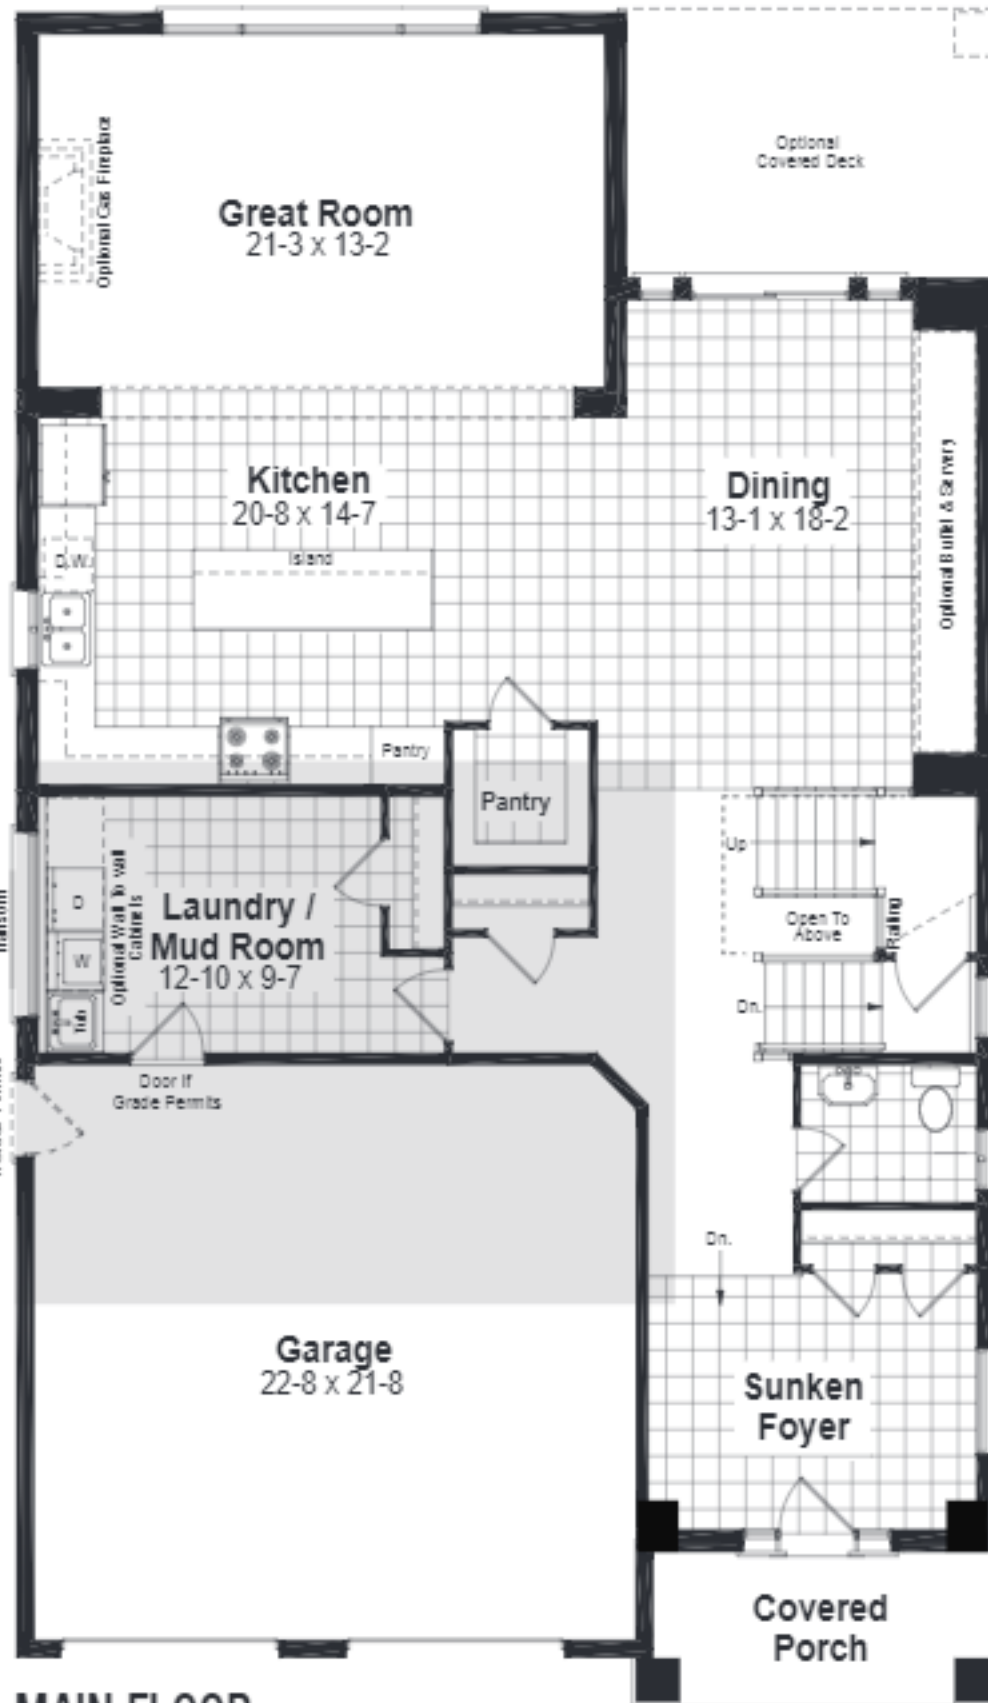 Optional
Covered Deck
Optional Gas Fireplace
Great Room
21-3 x 13-2
Kitchen
20-8 x 14-7
Dining
13-1 x 18-2
Optional Buffet & Servery
Island
D.W.
Pantry
Pantry
Up
Open To
Above
Railing
Dn.
D
W
Tub
Optional Wall To wall
Cabinets
Laundry /
Mud Room
12-10 x 9-7
Door If
Grade Permits
Dn.
Garage
22-8 x 21-8
Sunken
Foyer
Covered
Porch
MAIN FLOOR